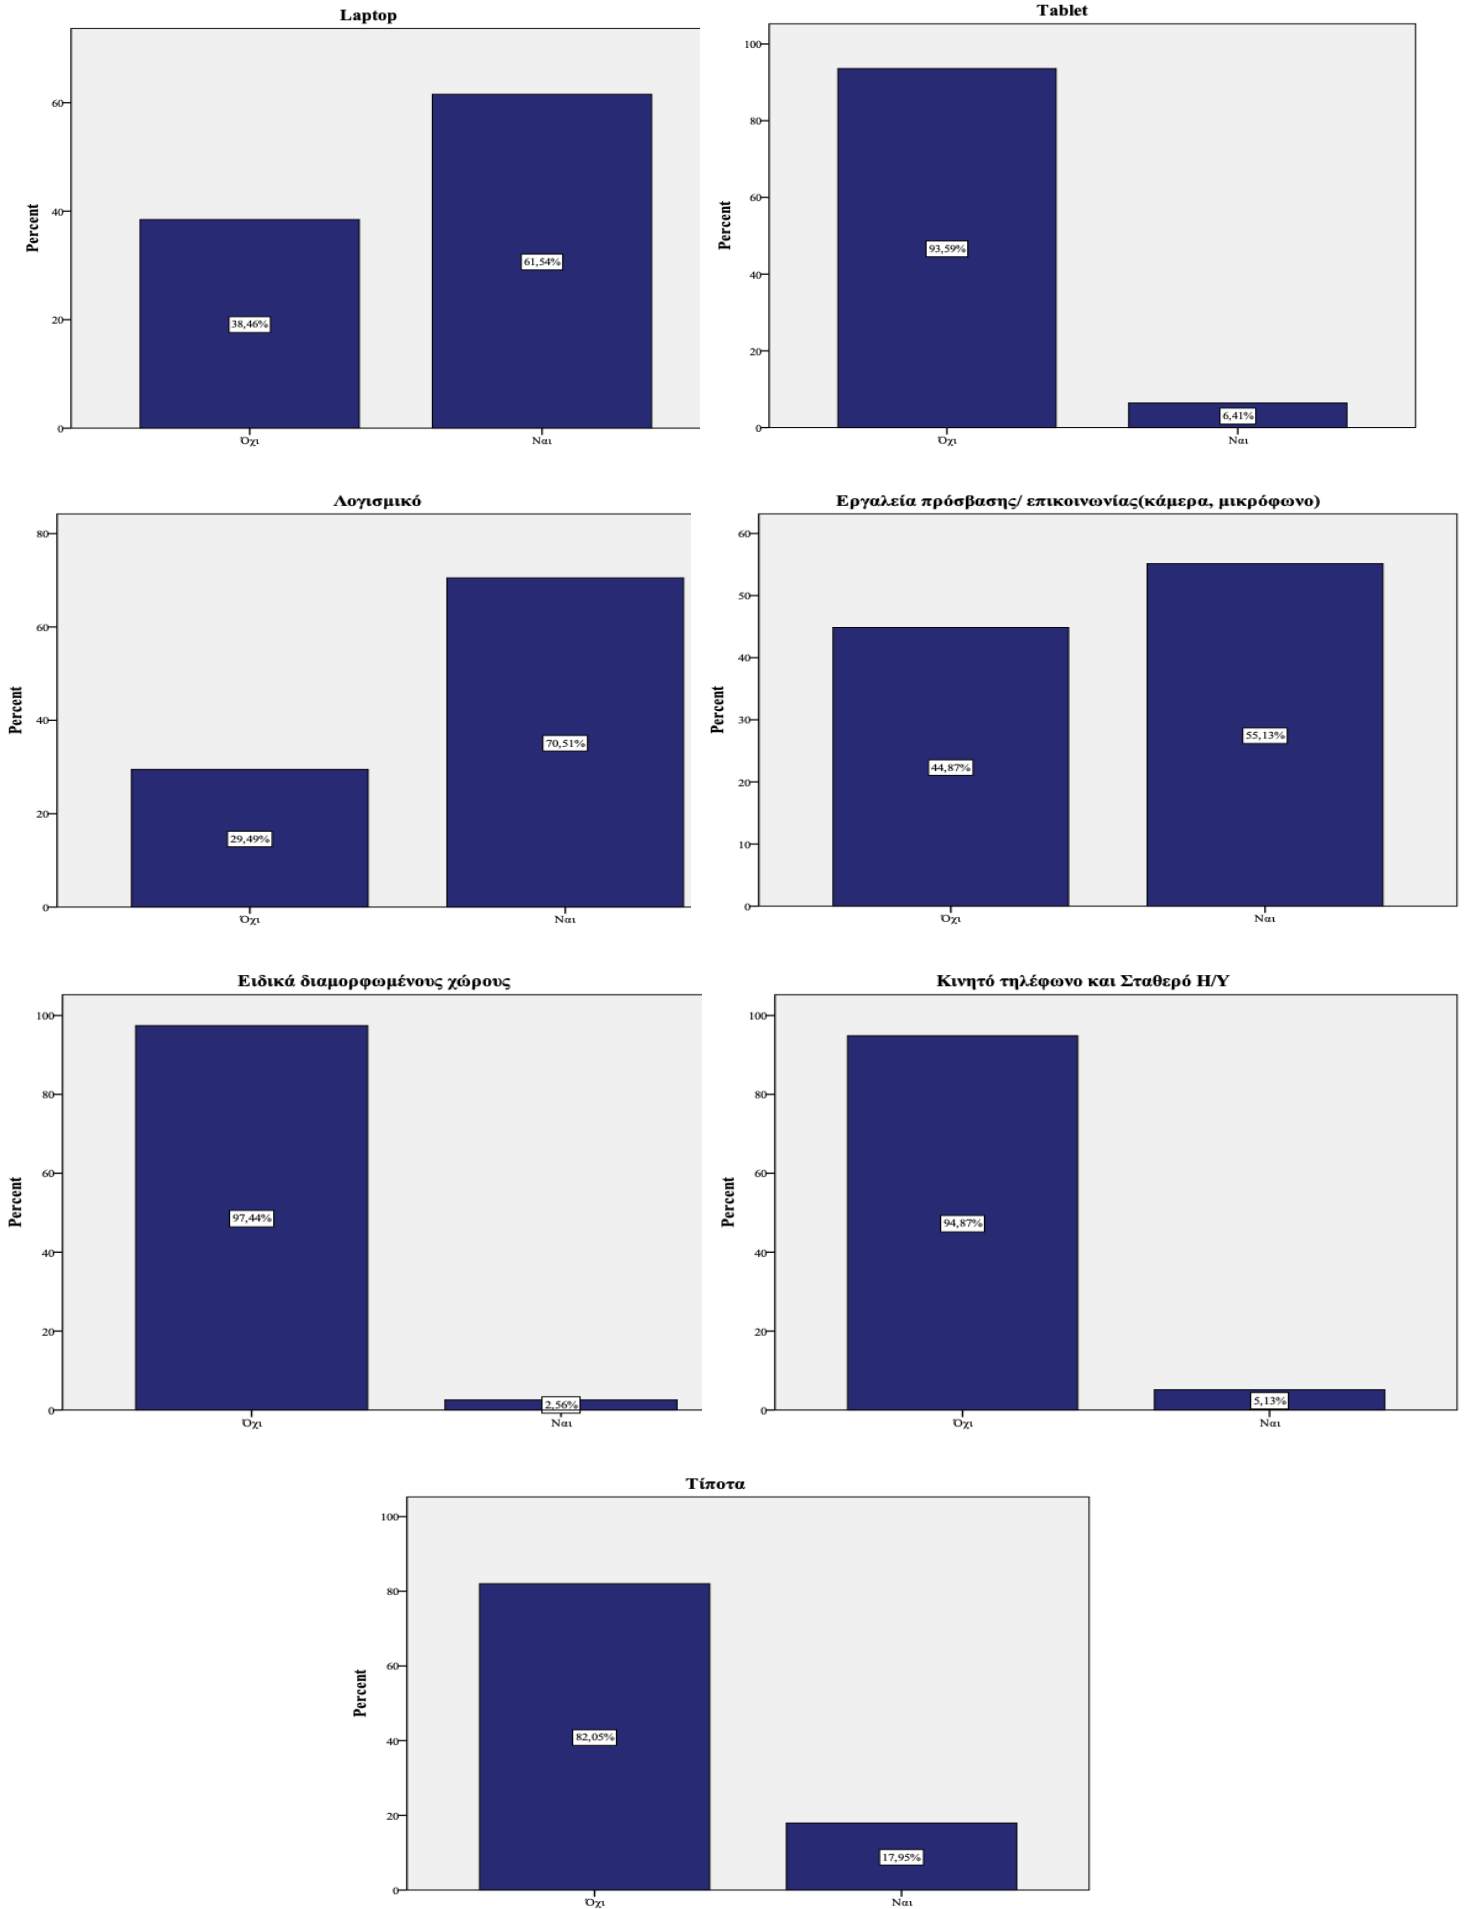 Laptop
Percent
60
40
20
0
38,46%
61,54%
Όχι
Ναι
Tablet
Percent
100
80
60
40
20
0
93,59%
6,41%
Όχι
Ναι
Λογισμικό
Percent
80
60
40
20
0
29,49%
70,51%
Όχι
Ναι
Εργαλεία πρόσβασης/ επικοινωνίας(κάμερα, μικρόφωνο)
Percent
60
50
40
30
20
10
0
44,87%
55,13%
Όχι
Ναι
Ειδικά διαμορφωμένους χώρους
Percent
100
80
60
40
20
0
97,44%
2,56%
Όχι
Ναι
Κινητό τηλέφωνο και Σταθερό Η/Υ
Percent
100
80
60
40
20
0
94,87%
5,13%
Όχι
Ναι
Τίποτα
Percent
100
80
60
40
20
0
82,05%
17,95%
Όχι
Ναι